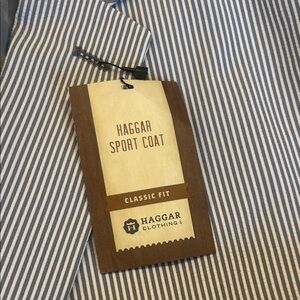 HAGGAR
SPORT COAT
CLASSIC FIT
H
HAGGAR
CLOTHING